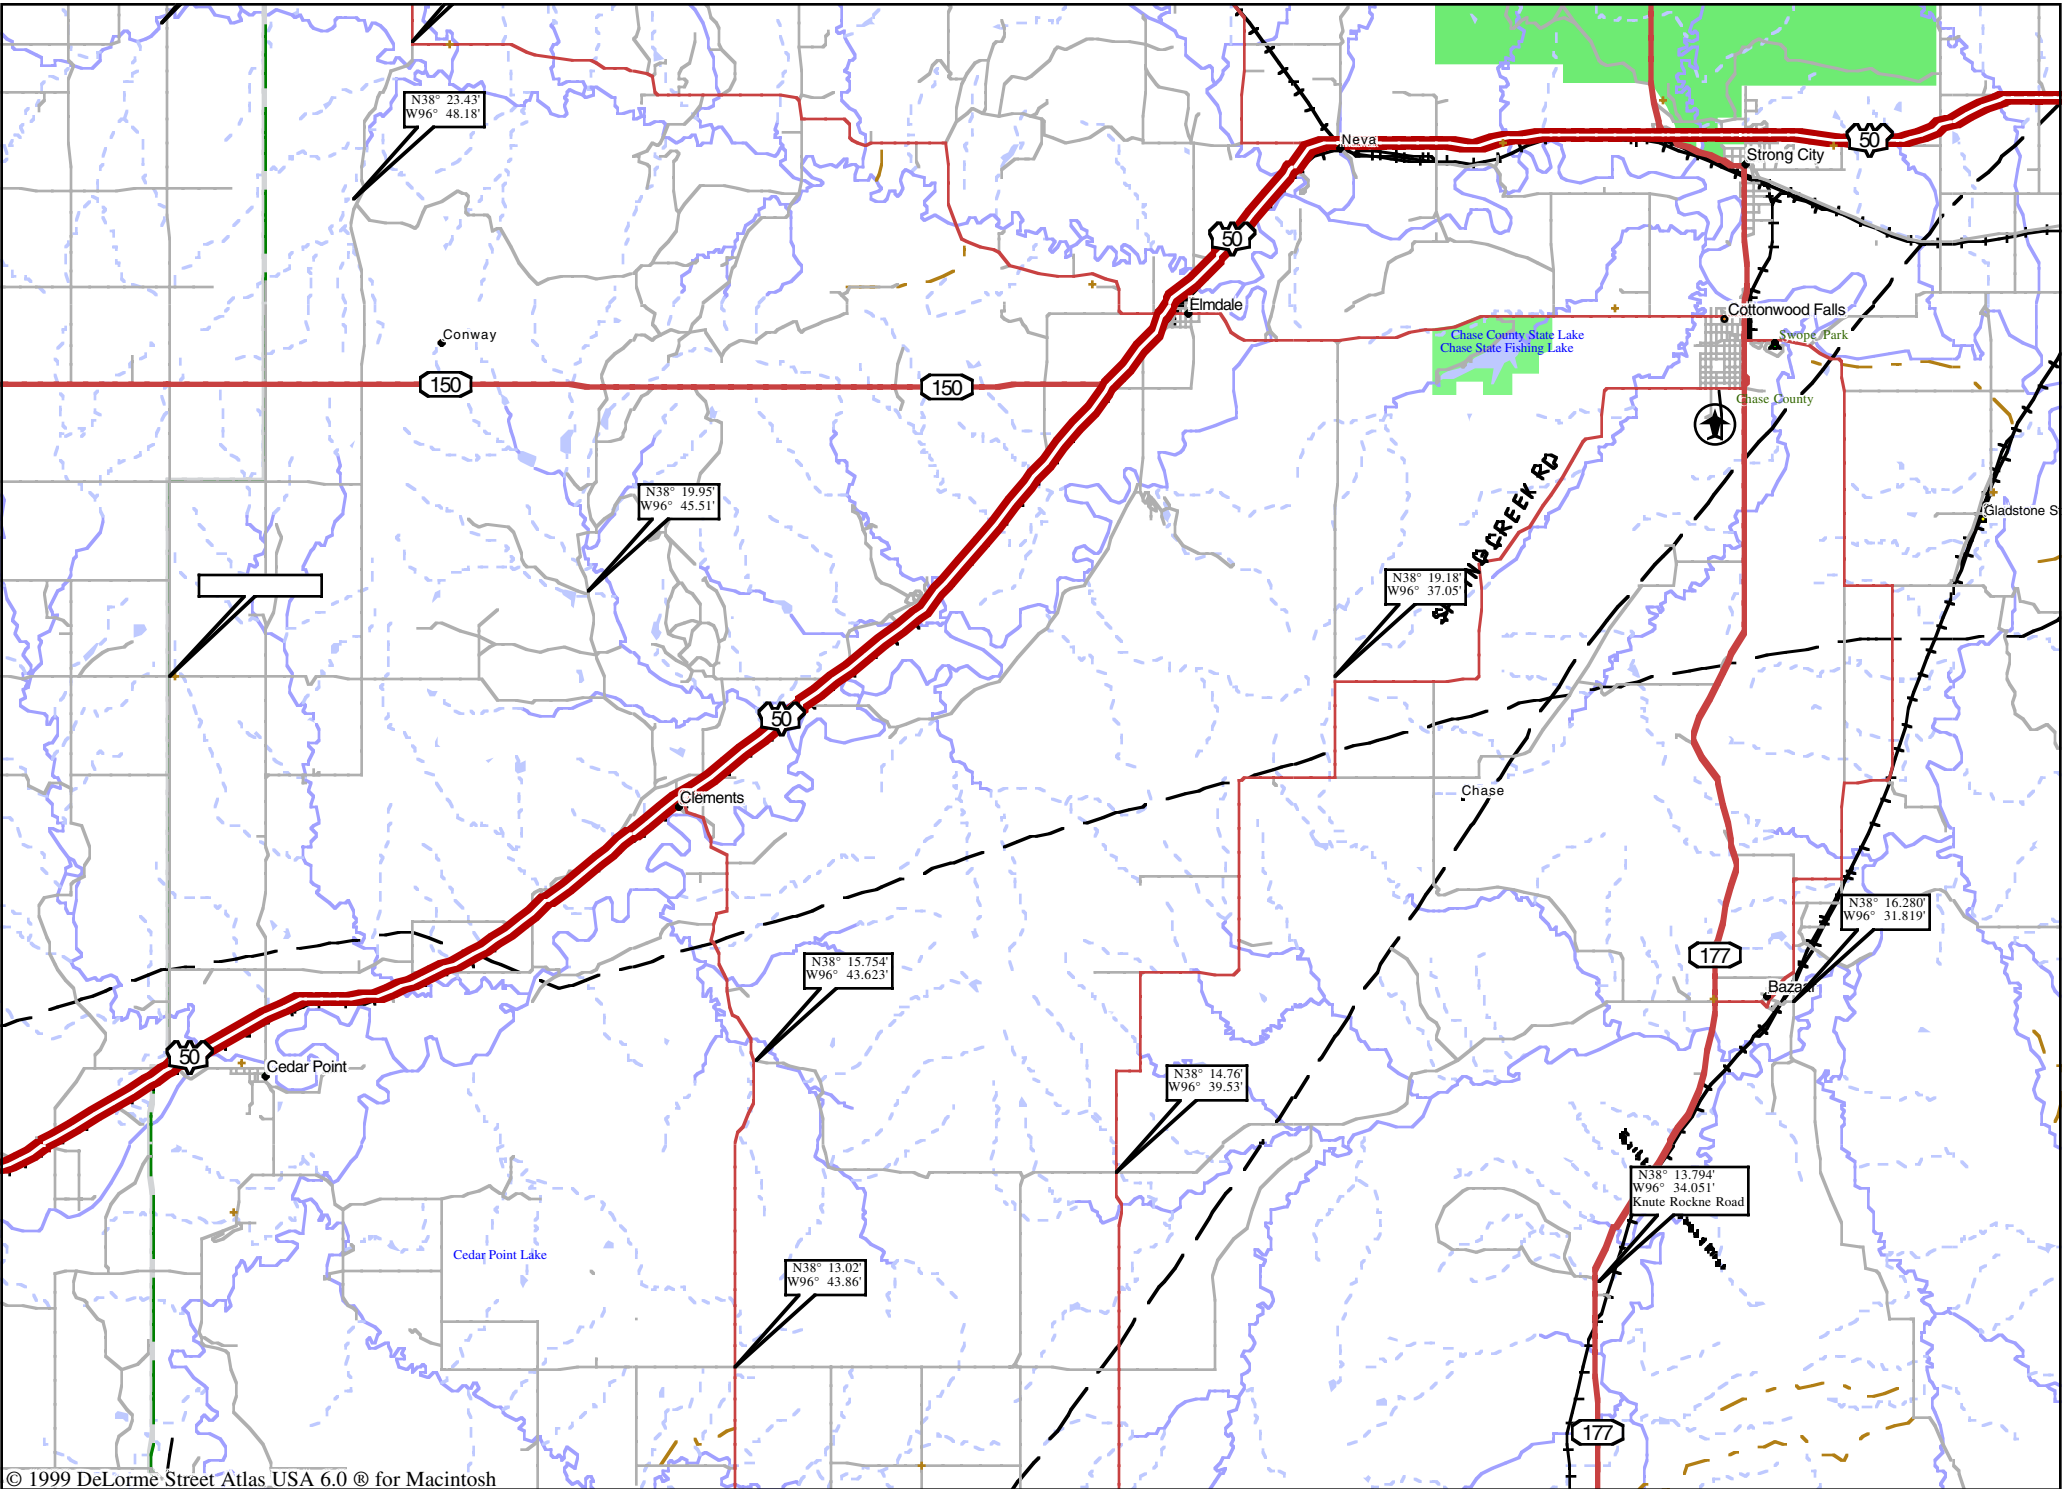 N38° 23.43'
W96° 48.18'
Neva
50
Strong City
50
Elmdale
Cottonwood Falls
Conway
Chase County State Lake
Chase State Fishing Lake
Swope Park
150
150
Chase County
N38° 19.95'
W96° 45.51'
CREEK RD
Gladstone S
N38° 19.18'
W96° 37.05'
50
Clements
Chase
N38° 16.280'
W96° 31.819'
177
N38° 15.754'
W96° 43.623'
Bazaar
50
Cedar Point
N38° 14.76'
W96° 39.53'
N38° 13.794'
W96° 34.051'
Knute Rockne Road
Cedar Point Lake
N38° 13.02'
W96° 43.86'
177
© 1999 DeLorme Street Atlas USA 6.0 ® for Macintosh